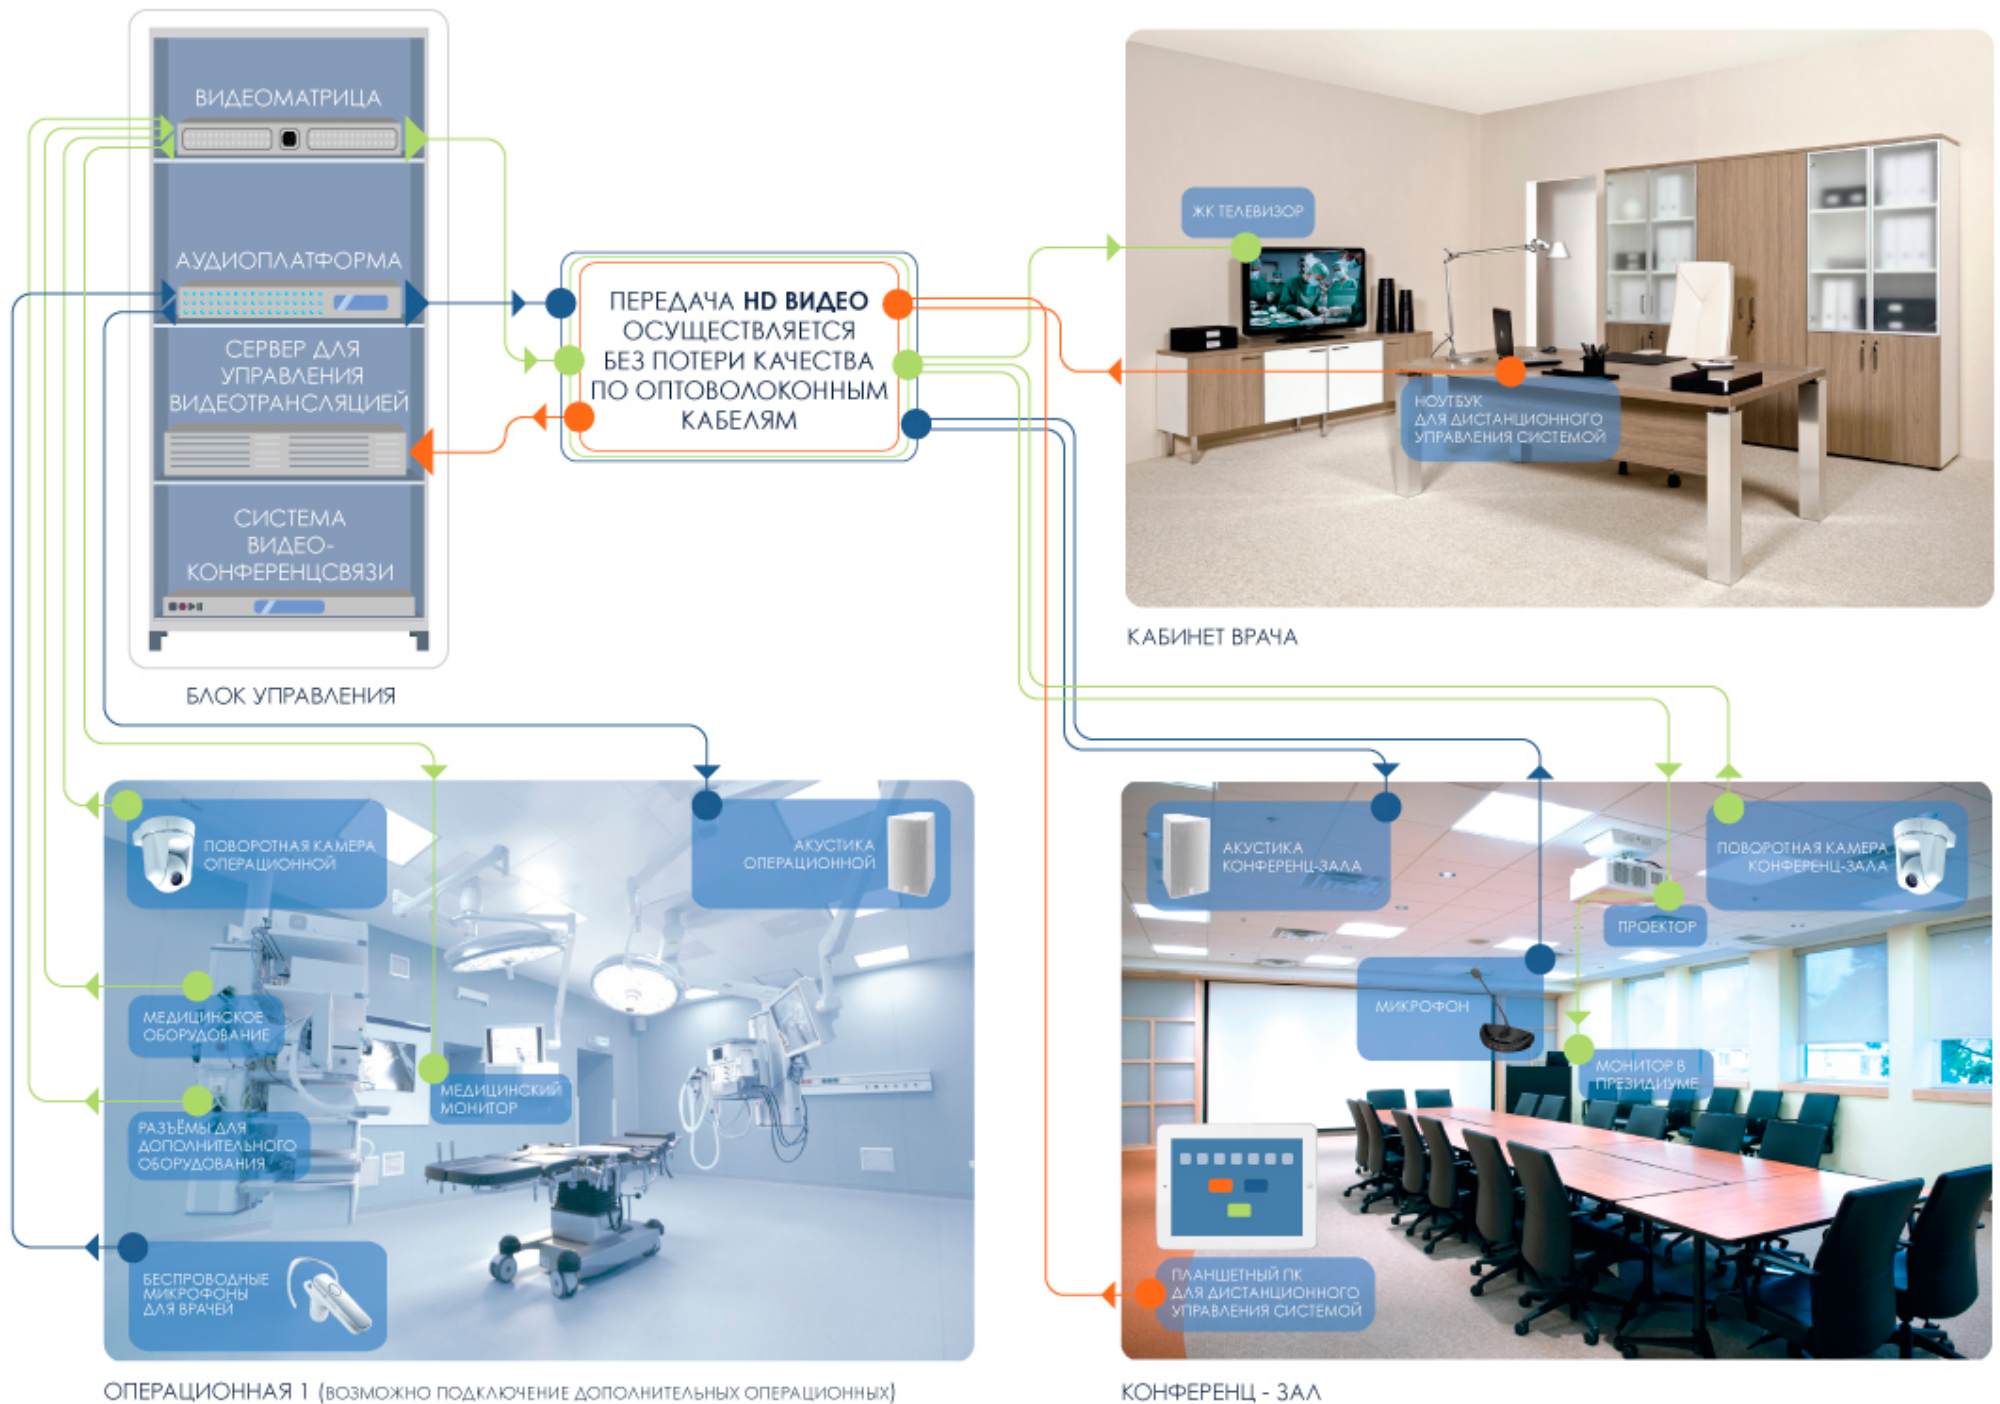 ВИДЕОМАТРИЦА
АУДИОПЛАТФОРМА
СЕРВЕР ДЛЯ
УПРАВЛЕНИЯ
ВИДЕОТРАНСЛЯЦИЕЙ
СИСТЕМА
ВИДЕО-
КОНФЕРЕНЦСВЯЗИ
БЛОК УПРАВЛЕНИЯ
ПЕРЕДАЧА HD ВИДЕО
ОСУЩЕСТВЛЯЕТСЯ
БЕЗ ПОТЕРИ КАЧЕСТВА
ПО ОПТОВОЛОКОННЫМ
КАБЕЛЯМ
ЖК ТЕЛЕВИЗОР
НОУТБУК
ДЛЯ ДИСТАНЦИОННОГО
УПРАВЛЕНИЯ СИСТЕМОЙ
КАБИНЕТ ВРАЧА
ПОВОРОТНАЯ КАМЕРА
ОПЕРАЦИОННОЙ
АКУСТИКА
ОПЕРАЦИОННОЙ
МЕДИЦИНСКОЕ
ОБОРУДОВАНИЕ
МЕДИЦИНСКИЙ
МОНИТОР
РАЗЪЁМЫ ДЛЯ
ДОПОЛНИТЕЛЬНОГО
ОБОРУДОВАНИЯ
БЕСПРОВОДНЫЕ
МИКРОФОНЫ
ДЛЯ ВРАЧЕЙ
ОПЕРАЦИОННАЯ 1 (ВОЗМОЖНО ПОДКЛЮЧЕНИЕ ДОПОЛНИТЕЛЬНЫХ ОПЕРАЦИОННЫХ)
АКУСТИКА
КОНФЕРЕНЦ-ЗАЛА
ПОВОРОТНАЯ КАМЕРА
КОНФЕРЕНЦ-ЗАЛА
ПРОЕКТОР
МИКРОФОН
МОНИТОР В
ПРЕЗИДИУМЕ
ПЛАНШЕТНЫЙ ПК
ДЛЯ ДИСТАНЦИОННОГО
УПРАВЛЕНИЯ СИСТЕМОЙ
КОНФЕРЕНЦ - ЗАЛ